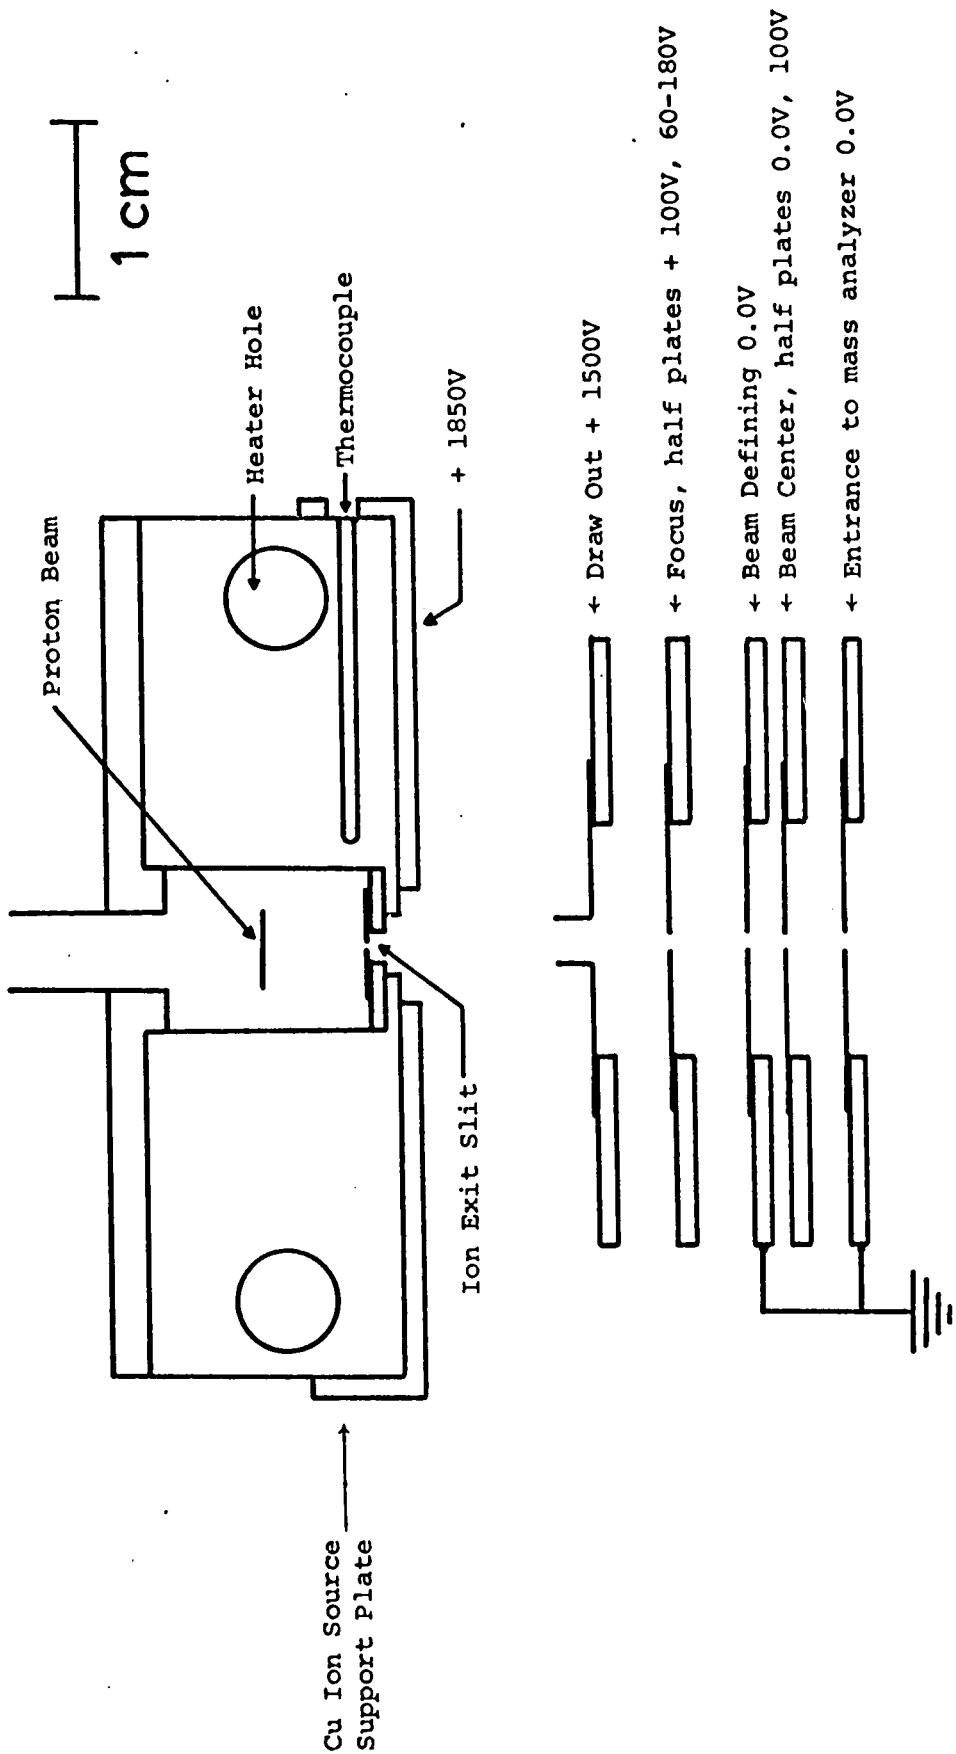 1 cm
Proton Beam
Heater Hole
Thermocouple
+ 1850V
Ion Exit Slit
Cu Ion Source
Support Plate
← Draw Out + 1500V
← Focus, half plates + 100V, 60-180V
← Beam Defining 0.0V
← Beam Center, half plates 0.0V, 100V
← Entrance to mass analyzer 0.0V